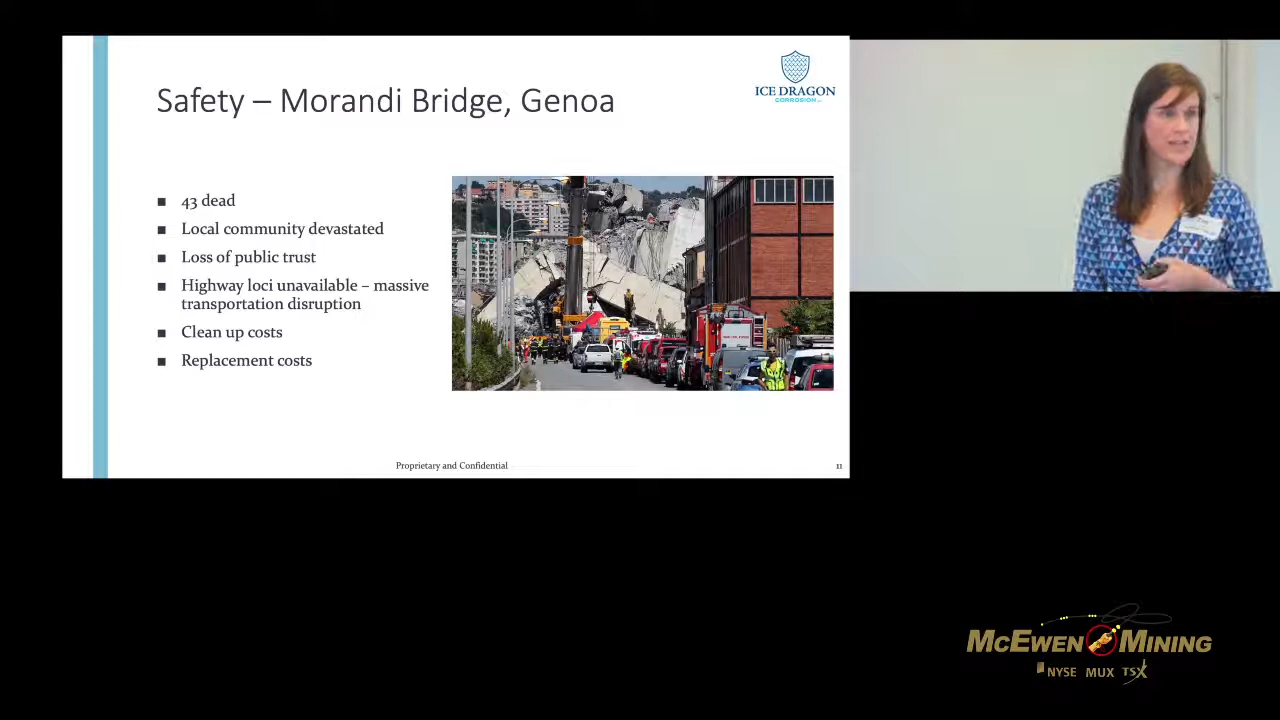 Safety – Morandi Bridge, Genoa
ICE DRAGON
CORROSION
■ 43 dead
■ Local community devastated
■ Loss of public trust
■ Highway loci unavailable – massive
transportation disruption
■ Clean up costs
■ Replacement costs
Proprietary and Confidential
11
McEWEN MINING
NYSE MUX TSX